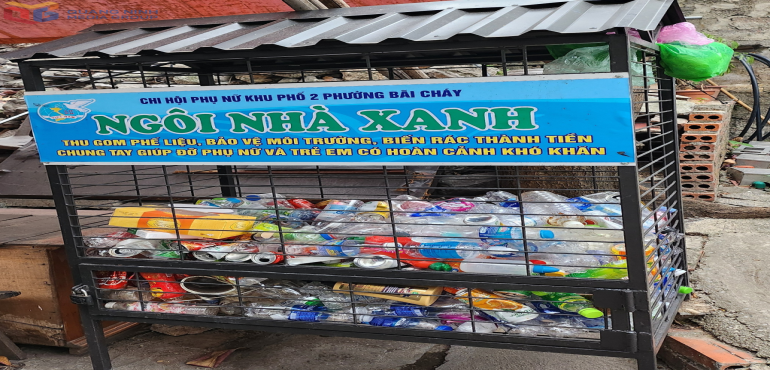 CHI HỘI PHỤ NỮ KHU PHỐ 2 PHƯỜNG BÃI CHÁY
NGÔI NHÀ XANH
THU GOM PHẾ LIỆU, BẢO VỆ MÔI TRƯỜNG, BIẾN RÁC THÀNH TIỀN
CHUNG TAY GIÚP ĐỠ PHỤ NỮ VÀ TRẺ EM CÓ HOÀN CẢNH KHÓ KHĂN